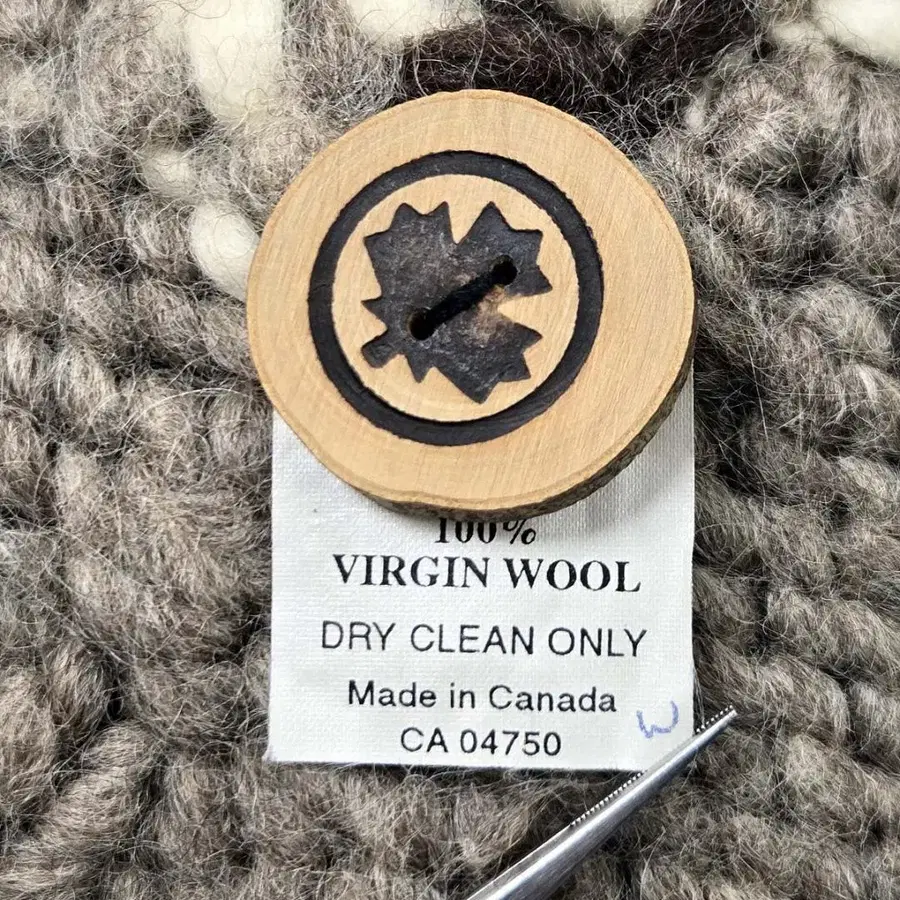 100%
VIRGIN WOOL
DRY CLEAN ONLY
Made in Canada
CA 04750
W